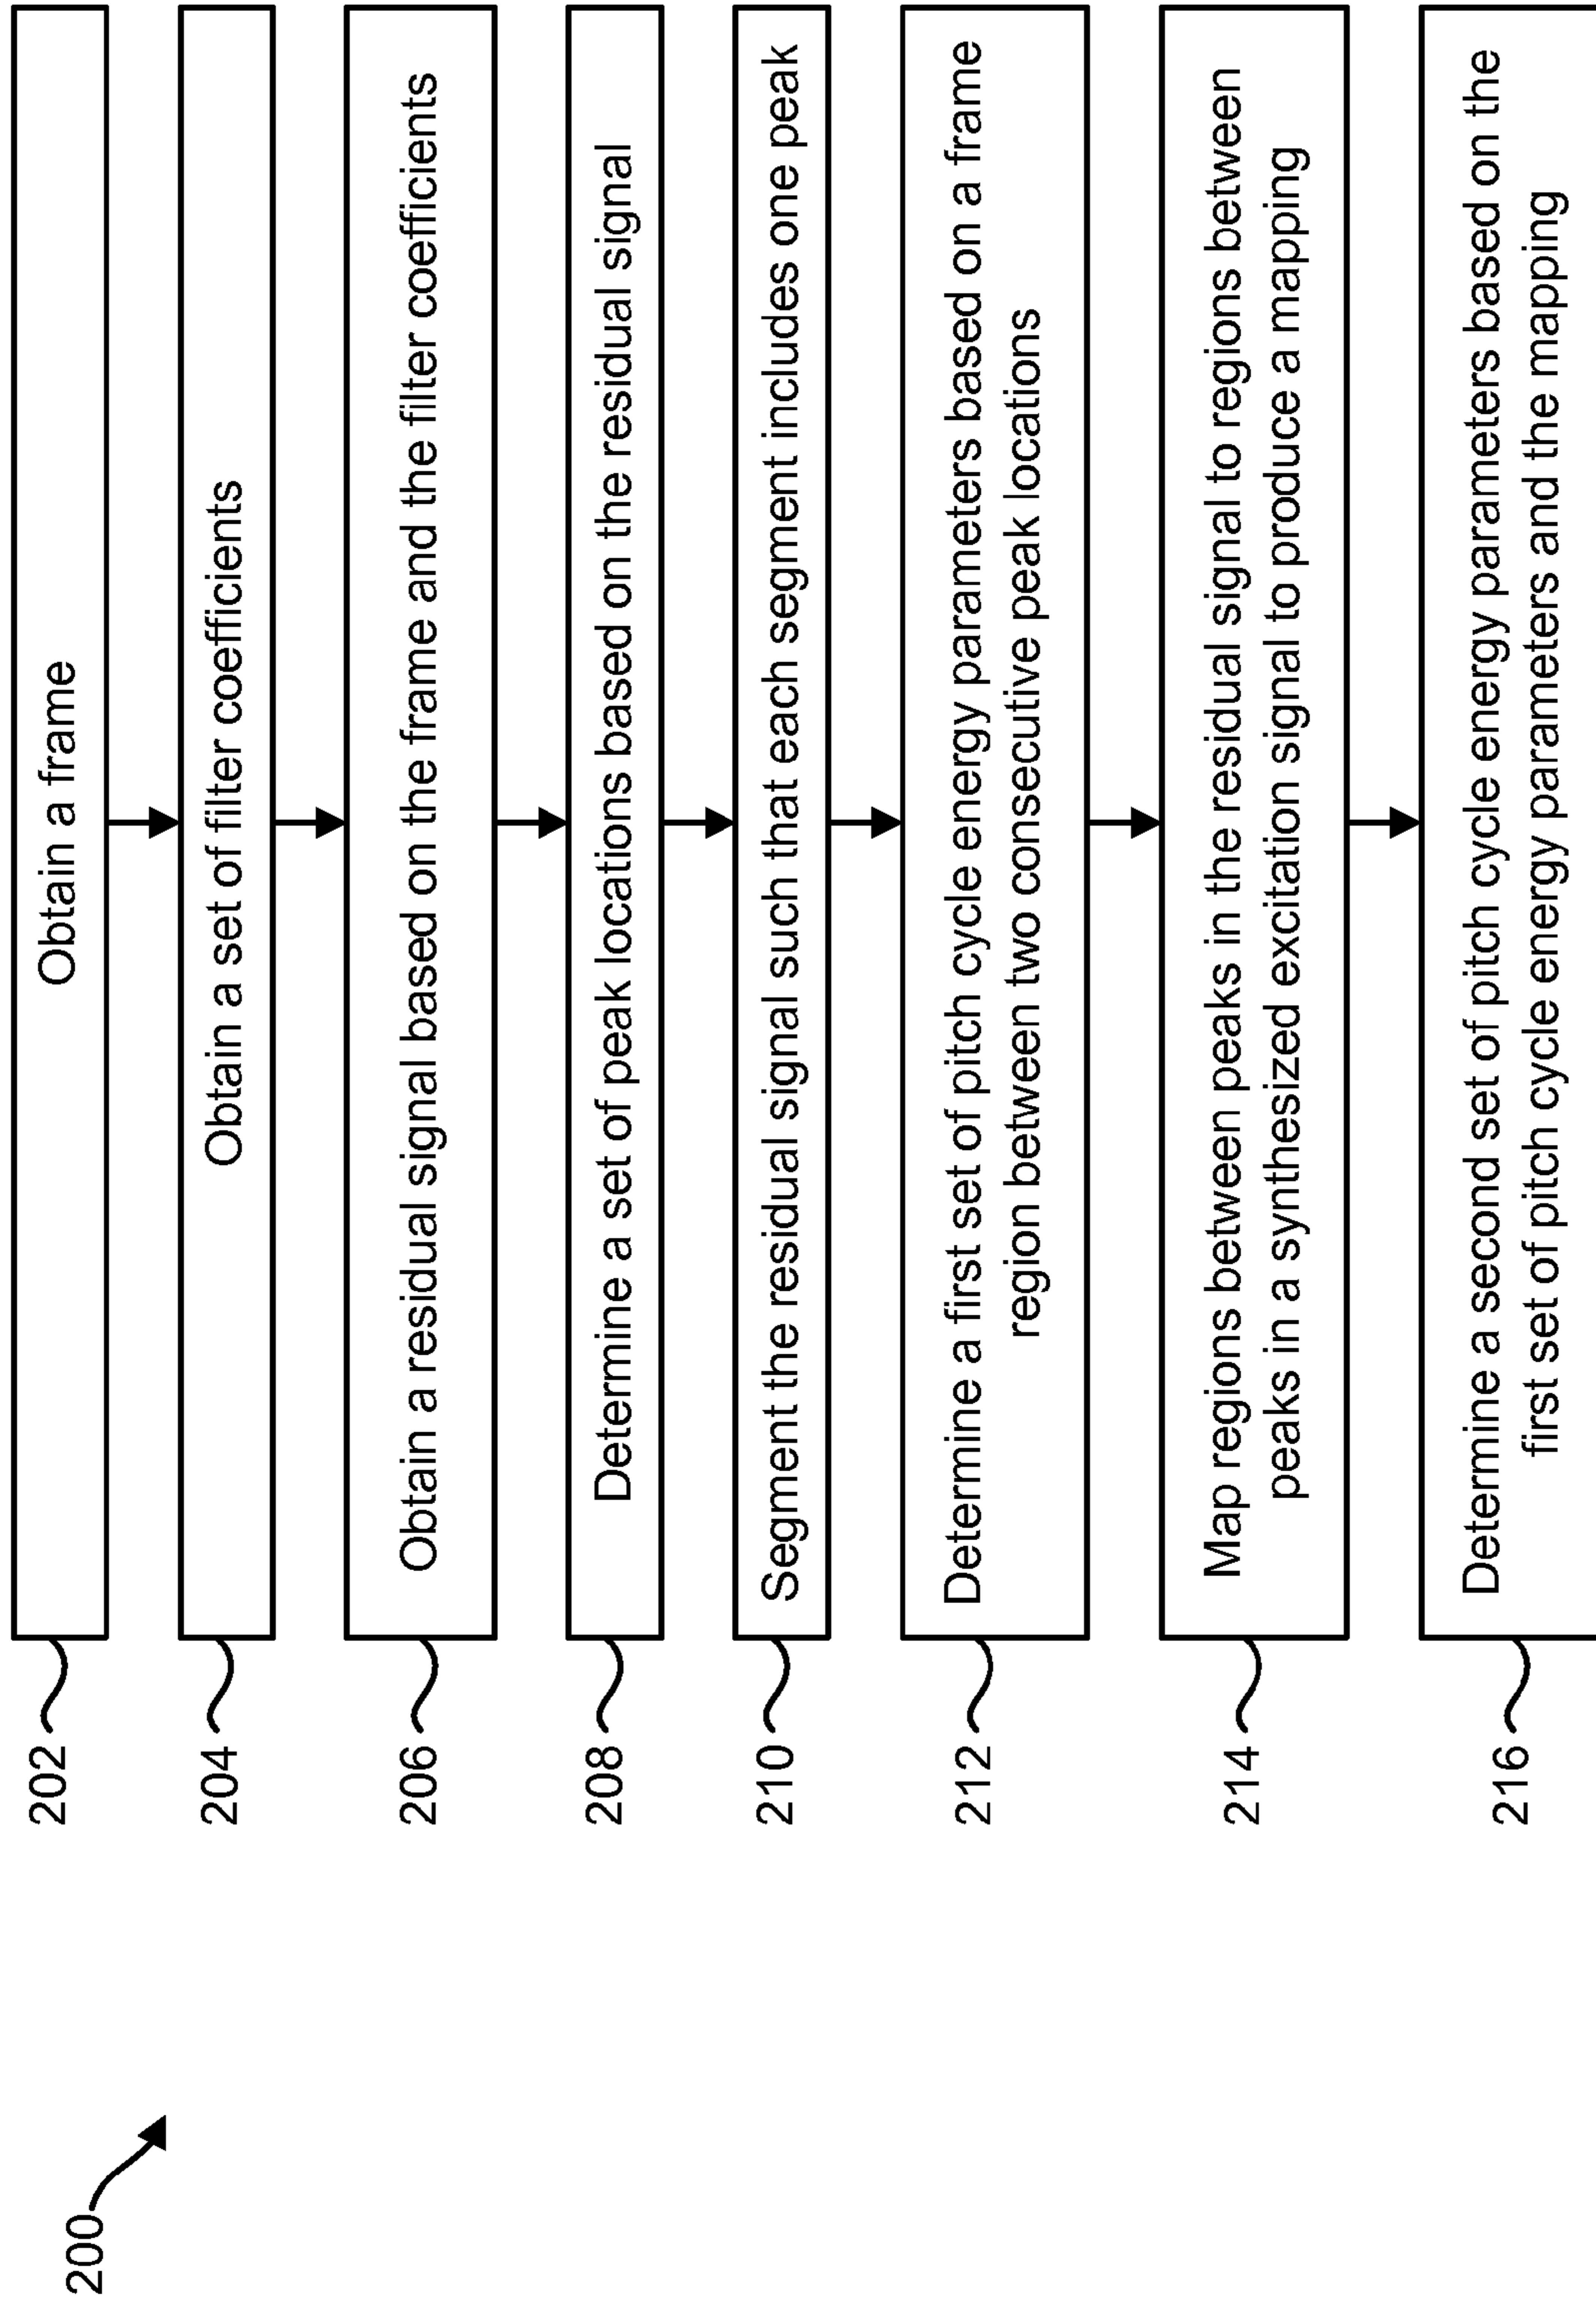 200
202
Obtain a frame
204
Obtain a set of filter coefficients
206
Obtain a residual signal based on the frame and the filter coefficients
208
Determine a set of peak locations based on the residual signal
210
Segment the residual signal such that each segment includes one peak
212
Determine a first set of pitch cycle energy parameters based on a frame
region between two consecutive peak locations
214
Map regions between peaks in the residual signal to regions between
peaks in a synthesized excitation signal to produce a mapping
216
Determine a second set of pitch cycle energy parameters based on the
first set of pitch cycle energy parameters and the mapping